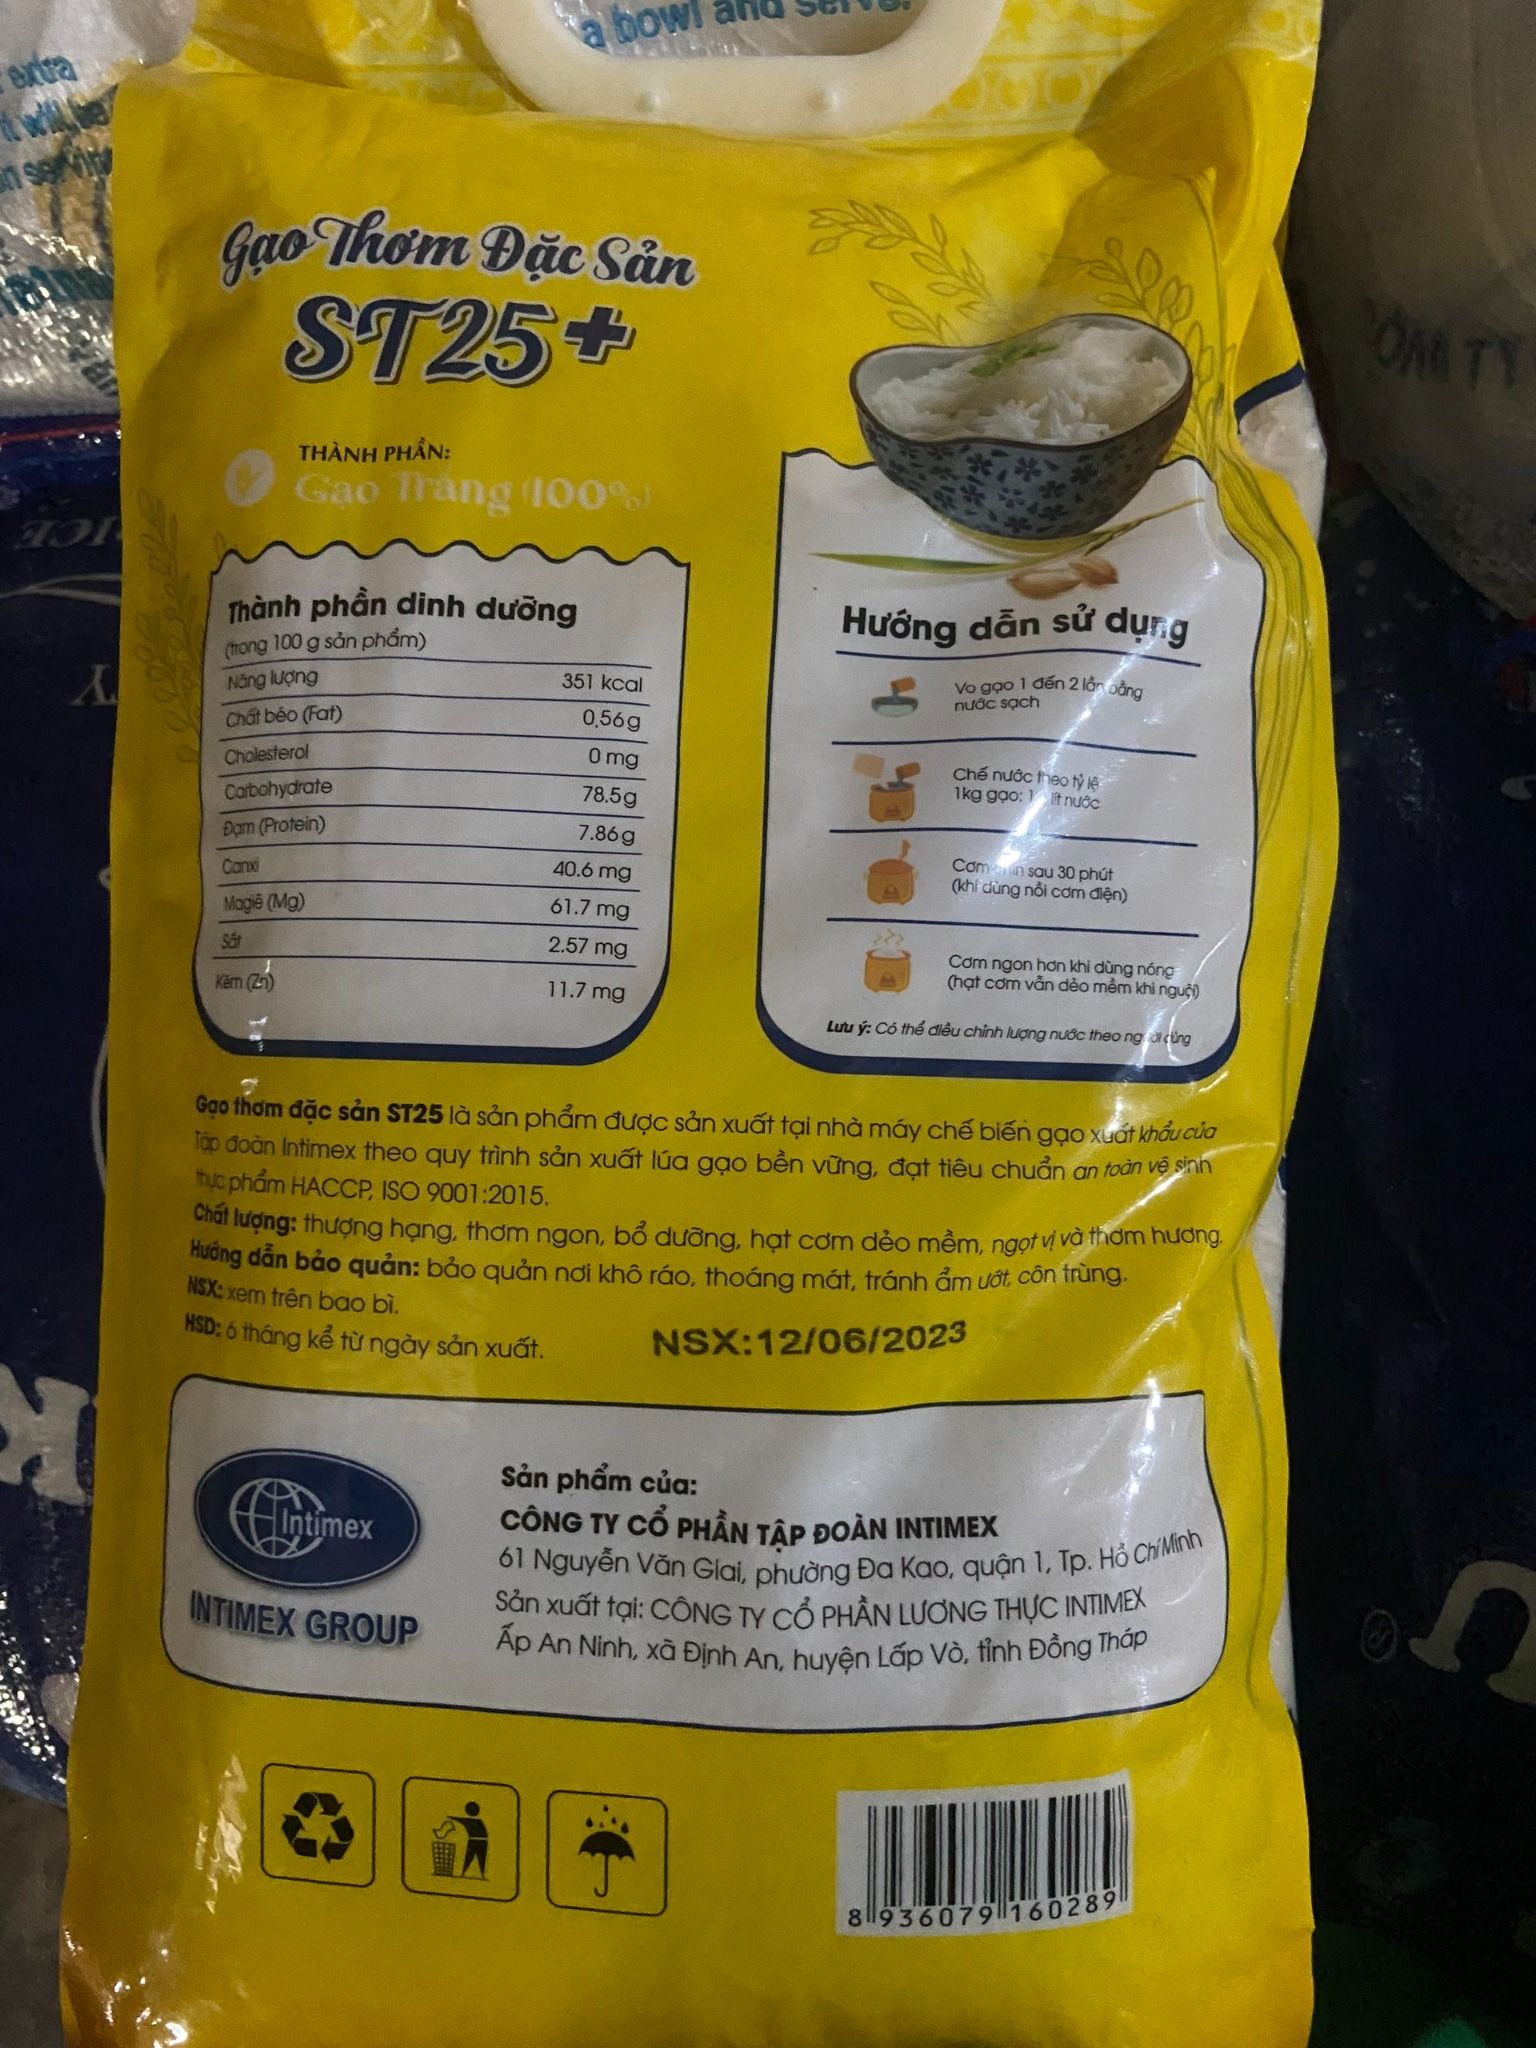 a bowl and serve.
extra
Gạo Thơm Đặc Sản
ST25+
THÀNH PHẦN:
Gạo Trắng (100%)
Thành phần dinh dưỡng
(trong 100 g sản phẩm)
Năng lượng 351 kcal
Chất béo (Fat) 0.56g
Cholesterol 0 mg
Carbohydrate 78.5g
Đạm (Protein) 7.86g
Canxi 40.6 mg
Magiê (Mg) 61.7 mg
Sắt 2.57 mg
Kẽm (Zn) 11.7 mg
Hướng dẫn sử dụng
Vo gạo 1 đến 2 lần bằng
nước sạch
Chế nước theo tỷ lệ
1kg gạo: lít nước
Cơm chín sau 30 phút
(khi dùng nồi cơm điện)
Cơm ngon hơn khi dùng nóng
(hạt cơm vẫn dẻo mềm khi nguội)
Lưu ý: Có thể điều chỉnh lượng nước theo người dùng
Gạo thơm đặc sản ST25 là sản phẩm được sản xuất tại nhà máy chế biến gạo xuất khẩu của
Tập đoàn Intimex theo quy trình sản xuất lúa gạo bền vững, đạt tiêu chuẩn an toàn vệ sinh
thực phẩm HACCP, ISO 9001:2015.
Chất lượng: thượng hạng, thơm ngon, bổ dưỡng, hạt cơm dẻo mềm, ngọt vị và thơm hương.
Hướng dẫn bảo quản: bảo quản nơi khô ráo, thoáng mát, tránh ẩm ướt, côn trùng.
NSX: xem trên bao bì.
HSD: 6 tháng kể từ ngày sản xuất.
NSX:12/06/2023
Intimex
INTIMEX GROUP
Sản phẩm của:
CÔNG TY CỔ PHẦN TẬP ĐOÀN INTIMEX
61 Nguyễn Văn Giai, phường Đa Kao, quận 1, Tp. Hồ Chí Minh
Sản xuất tại: CÔNG TY CỔ PHẦN LƯƠNG THỰC INTIMEX
Ấp An Ninh, xã Định An, huyện Lấp Vò, tỉnh Đồng Tháp
8 936079 160289